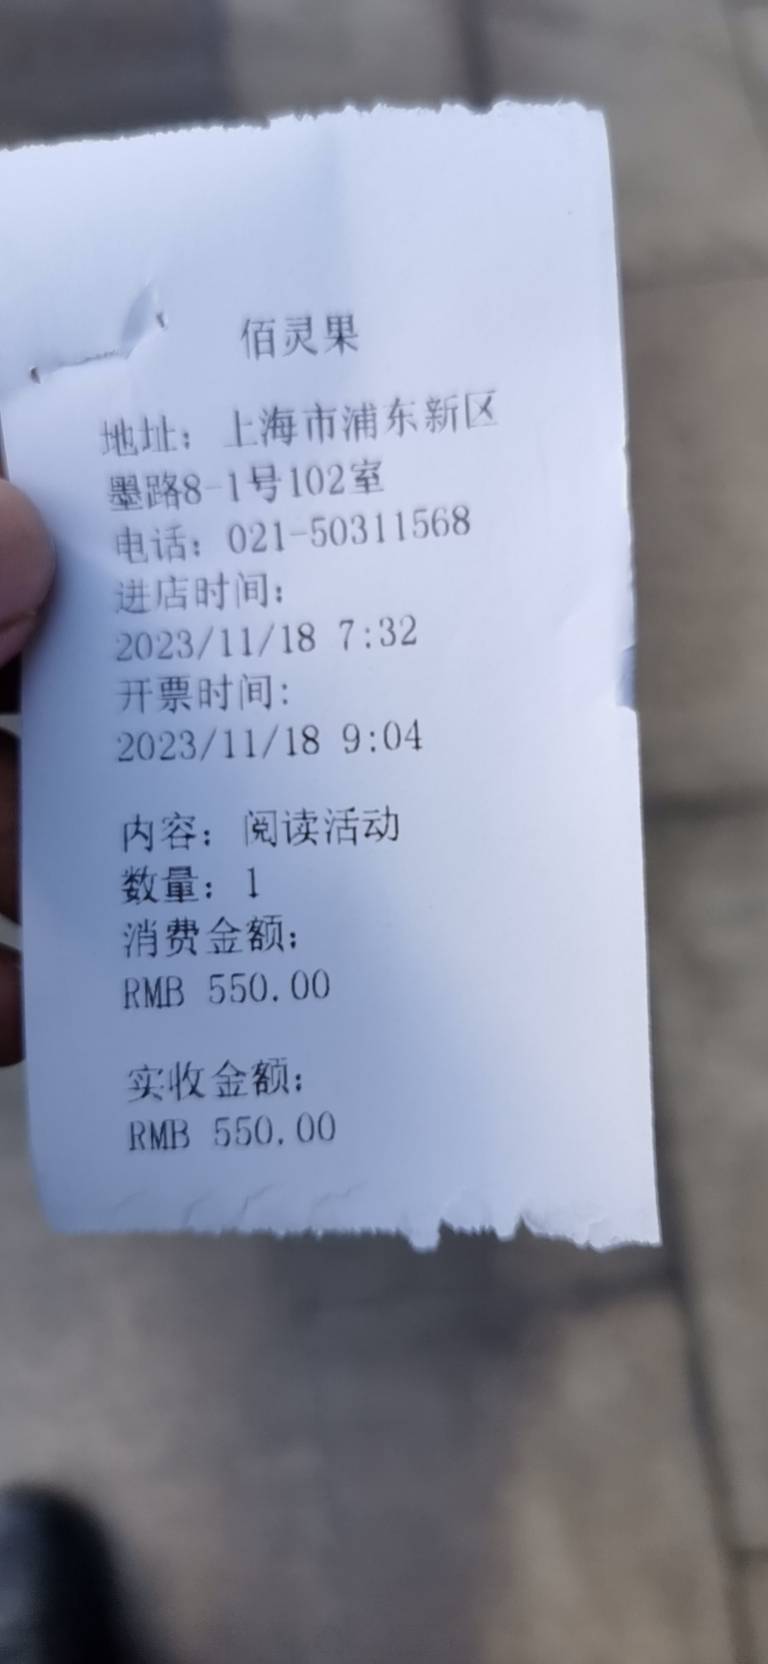 佰灵果
地址：上海市浦东新区
墨路8-1号102室
电话：021-50311568
进店时间：
2023/11/18 7:32
开票时间：
2023/11/18 9:04
内容：阅读活动
数量：1
消费金额：
RMB 550.00
实收金额：
RMB 550.00